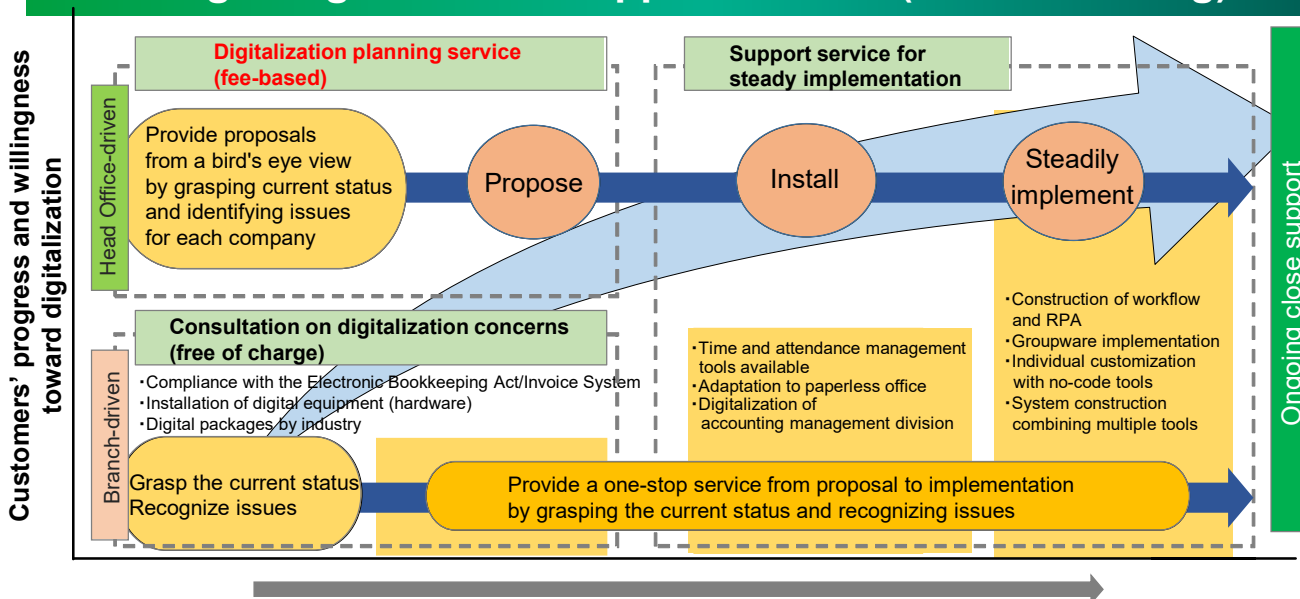 Digitalization planning service
(fee-based)
Support service for
steady implementation
Customers' progress and willingness
toward digitalization
Head Office-driven
Provide proposals
from a bird's eye view
by grasping current status
and identifying issues
for each company
Propose
Install
Steadily
implement
Ongoing close support
Consultation on digitalization concerns
(free of charge)
Branch-driven
・Compliance with the Electronic Bookkeeping Act/Invoice System
・Installation of digital equipment (hardware)
・Digital packages by industry
・Time and attendance management
tools available
・Adaptation to paperless office
・Digitalization of
accounting management division
・Construction of workflow
and RPA
・Groupware implementation
・Individual customization
with no-code tools
・System construction
combining multiple tools
Grasp the current status
Recognize issues
Provide a one-stop service from proposal to implementation
by grasping the current status and recognizing issues